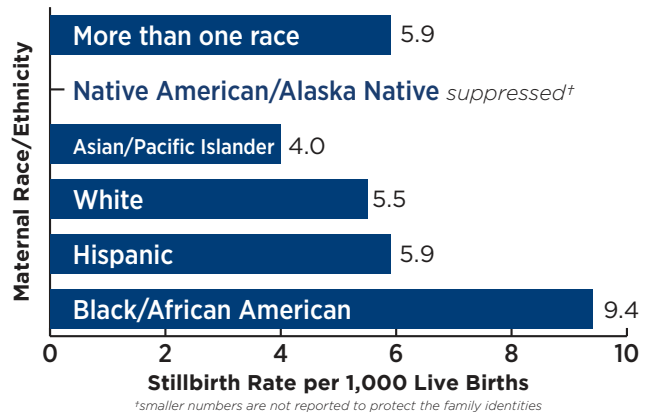 Maternal Race/Ethnicity
More than one race 5.9
Native American/Alaska Native suppressed†
Asian/Pacific Islander 4.0
White 5.5
Hispanic 5.9
Black/African American 9.4
0 2 4 6 8 10
Stillbirth Rate per 1,000 Live Births
†smaller numbers are not reported to protect the family identities